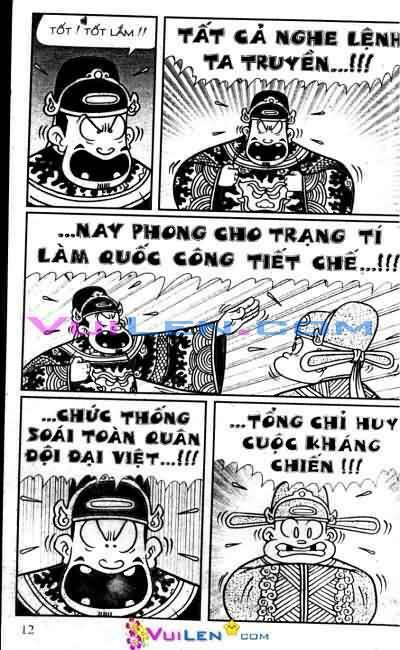 TỐT ! TỐT LẮM !!
TẤT CẢ NGHE LỆNH
TA TRUYỀN...!!!
...NAY PHONG CHO TRẠNG TÍ
LÀM QUỐC CÔNG TIẾT CHẾ...!!!
VUILEN.COM
...CHỨC THỐNG
SOÁI TOÀN QUÂN
ĐỘI ĐẠI VIỆT...!!!
...TỔNG CHỈ HUY
CUỘC KHÁNG
CHIẾN !!!
12
VUILEN.COM